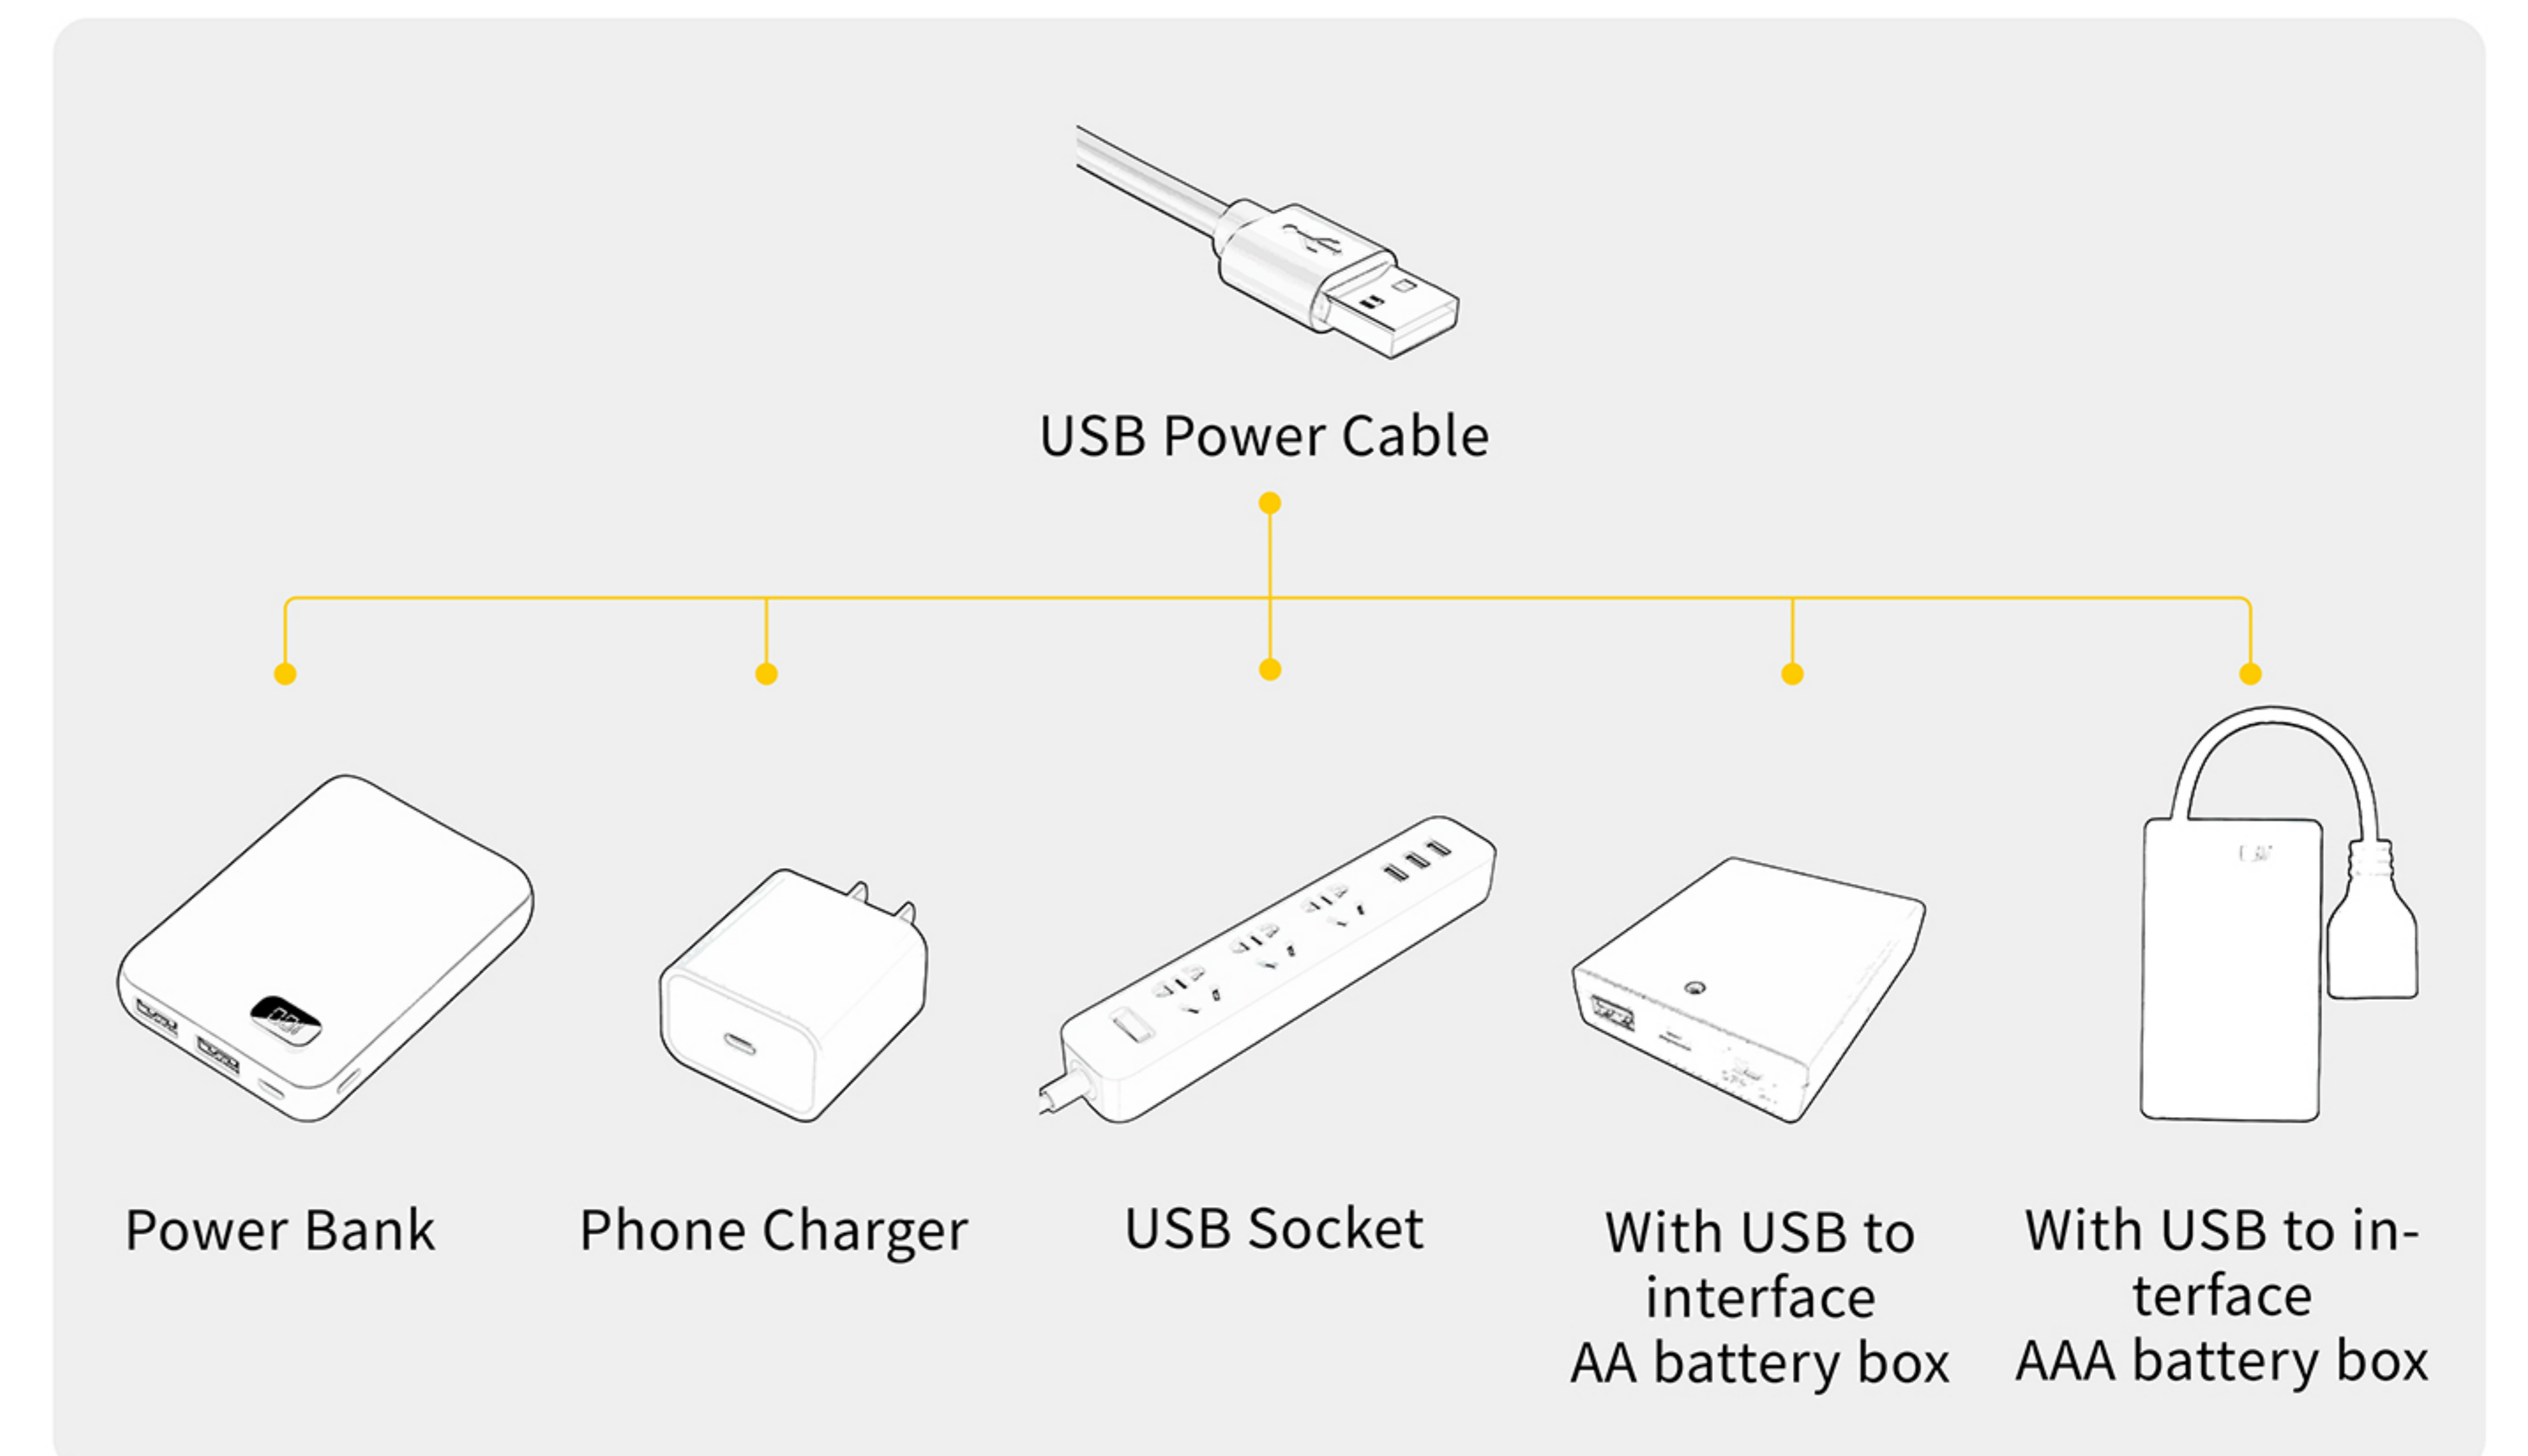 USB Power Cable
Power Bank
Phone Charger
USB Socket
With USB to
interface
AA battery box
With USB to in-
terface
AAA battery box